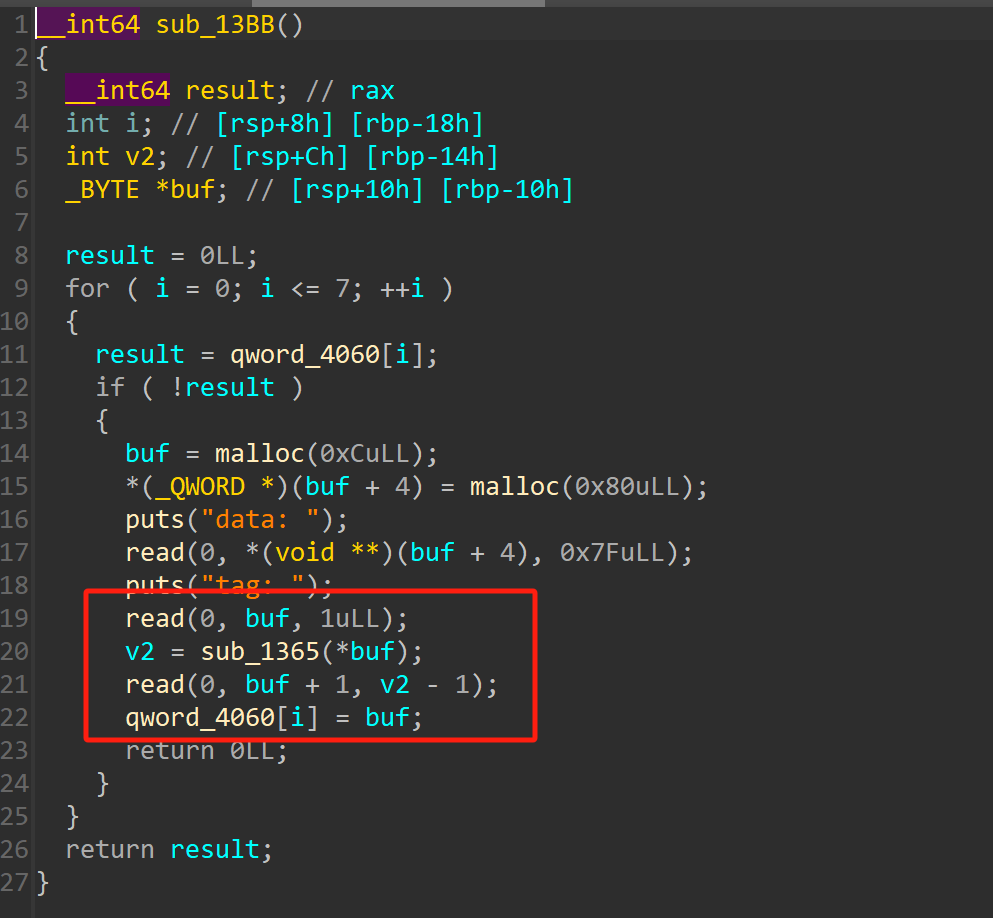 1 __int64 sub_13BB()
2 {
3   __int64 result; // rax
4   int i; // [rsp+8h] [rbp-18h]
5   int v2; // [rsp+Ch] [rbp-14h]
6   _BYTE *buf; // [rsp+10h] [rbp-10h]
7
8   result = 0LL;
9   for ( i = 0; i <= 7; ++i )
10   {
11     result = qword_4060[i];
12     if ( !result )
13     {
14       buf = malloc(0xCuLL);
15       *(_QWORD *)(buf + 4) = malloc(0x80uLL);
16       puts("data: ");
17       read(0, *(void **)(buf + 4), 0x7FuLL);
18       puts("tag: ");
19       read(0, buf, 1uLL);
20       v2 = sub_1365(*buf);
21       read(0, buf + 1, v2 - 1);
22       qword_4060[i] = buf;
23       return 0LL;
24     }
25   }
26   return result;
27 }